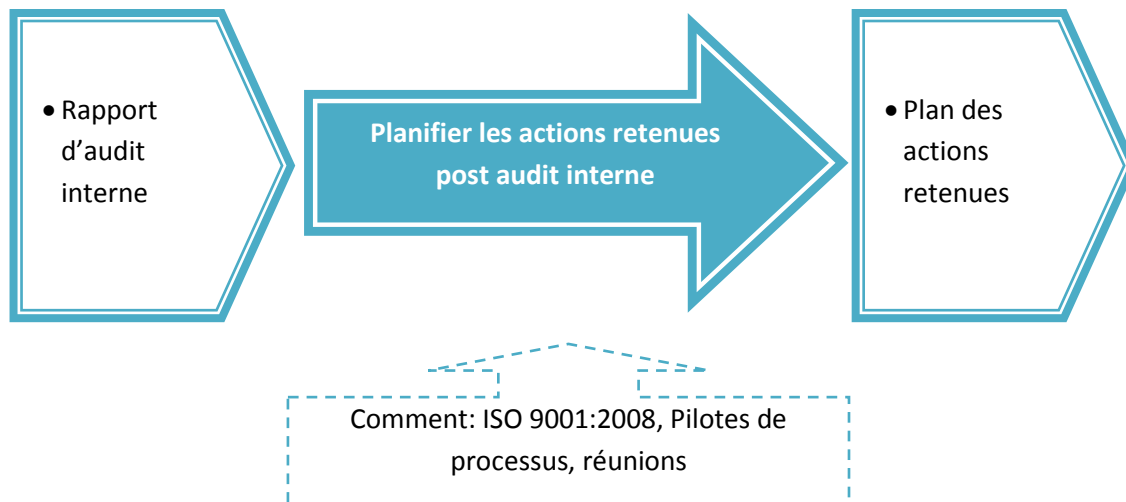 • Rapport
d’audit
interne
Planifier les actions retenues
post audit interne
• Plan des
actions
retenues
Comment: ISO 9001:2008, Pilotes de
processus, réunions